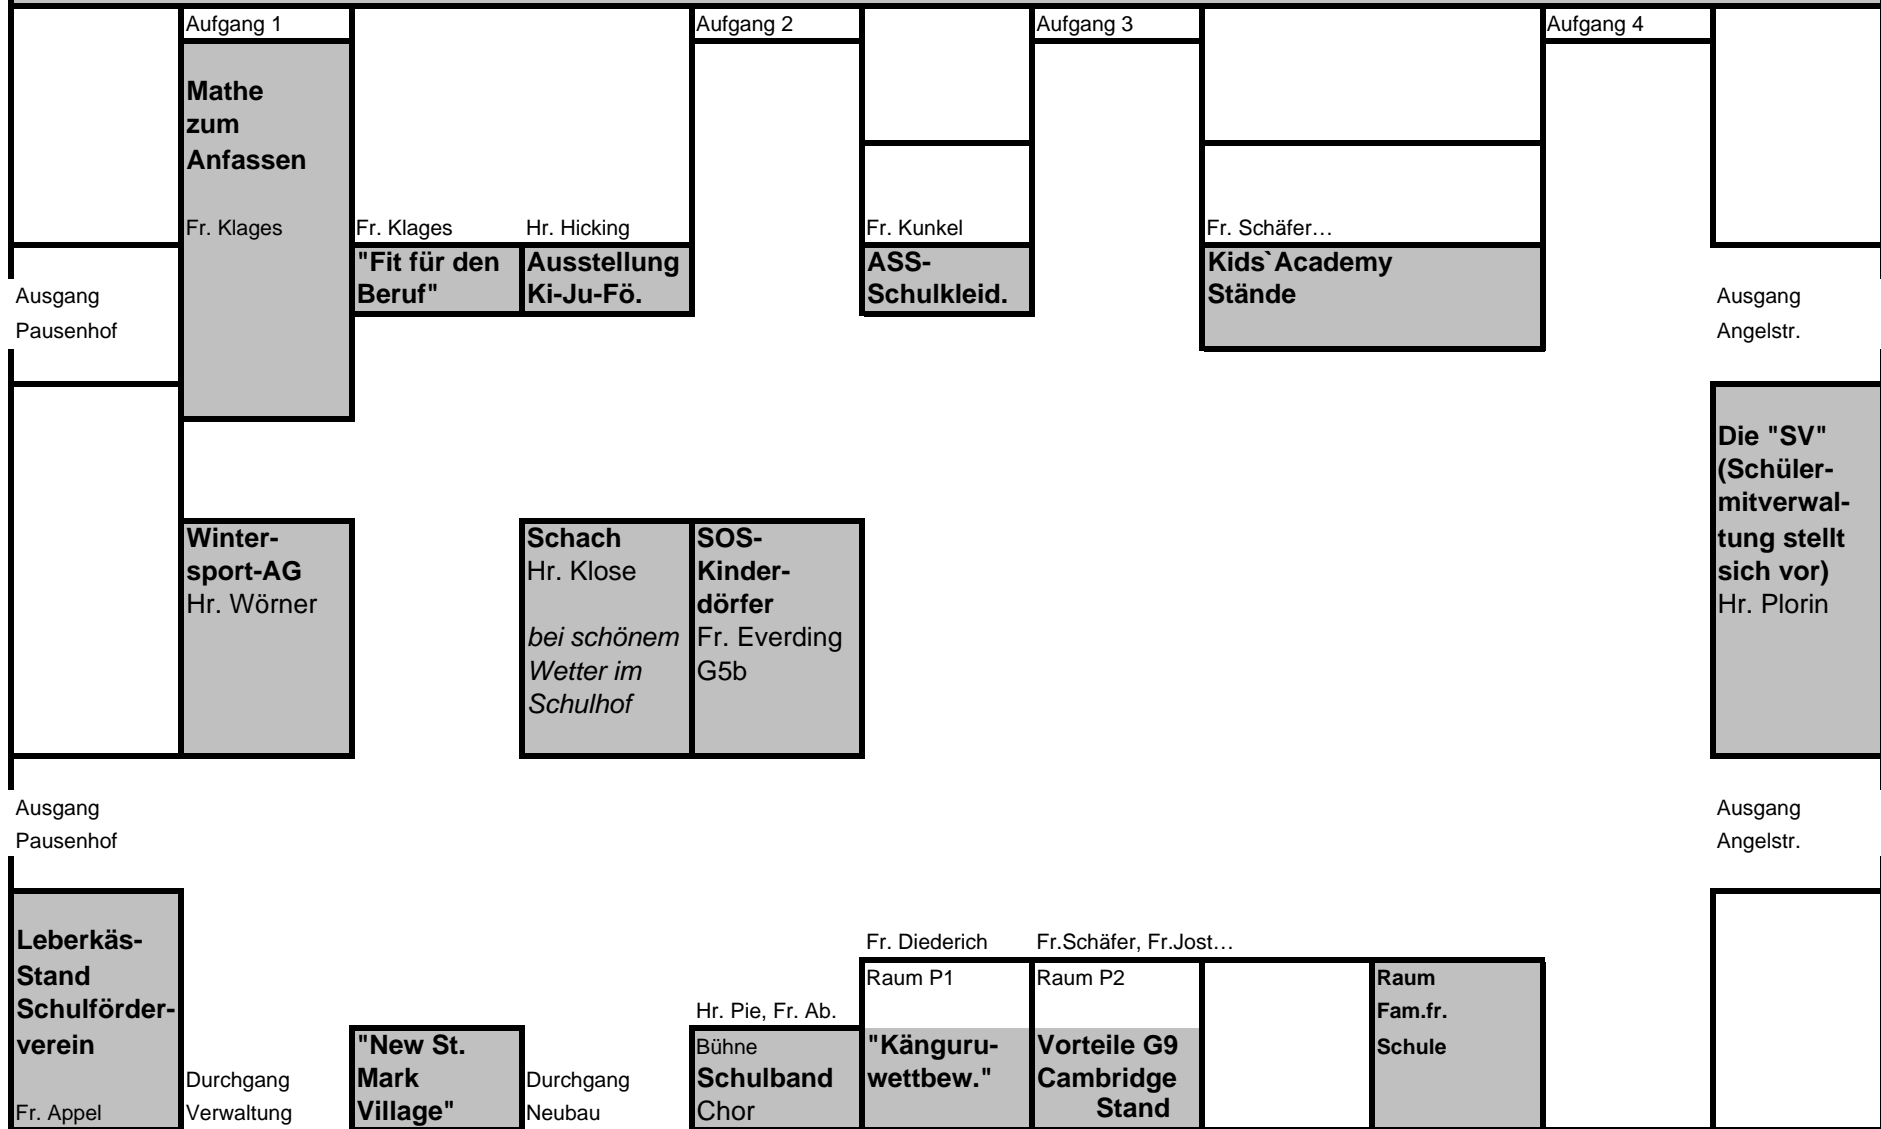 Aufgang 1
Aufgang 2
Aufgang 3
Aufgang 4
Mathe
zum
Anfassen
Fr. Klages
Fr. Klages
Hr. Hicking
Fr. Kunkel
Fr. Schäfer…
"Fit für den
Beruf"
Ausstellung
Ki-Ju-Fö.
ASS-
Schulkleid.
Kids`Academy
Stände
Ausgang
Pausenhof
Ausgang
Angelstr.
Die "SV"
(Schüler-
mitverwal-
tung stellt
sich vor)
Hr. Plorin
Winter-
sport-AG
Hr. Wörner
Schach
Hr. Klose
bei schönem
Wetter im
Schulhof
SOS-
Kinder-
dörfer
Fr. Everding
G5b
Ausgang
Pausenhof
Ausgang
Angelstr.
Leberkäs-
Stand
Schulförder-
verein
Fr. Appel
Durchgang
Verwaltung
"New St.
Mark
Village"
Durchgang
Neubau
Hr. Pie, Fr. Ab.
Bühne
Schulband
Chor
Fr. Diederich
Raum P1
"Känguru-
wettbew."
Fr.Schäfer, Fr.Jost…
Raum P2
Vorteile G9
Cambridge
Stand
Raum
Fam.fr.
Schule